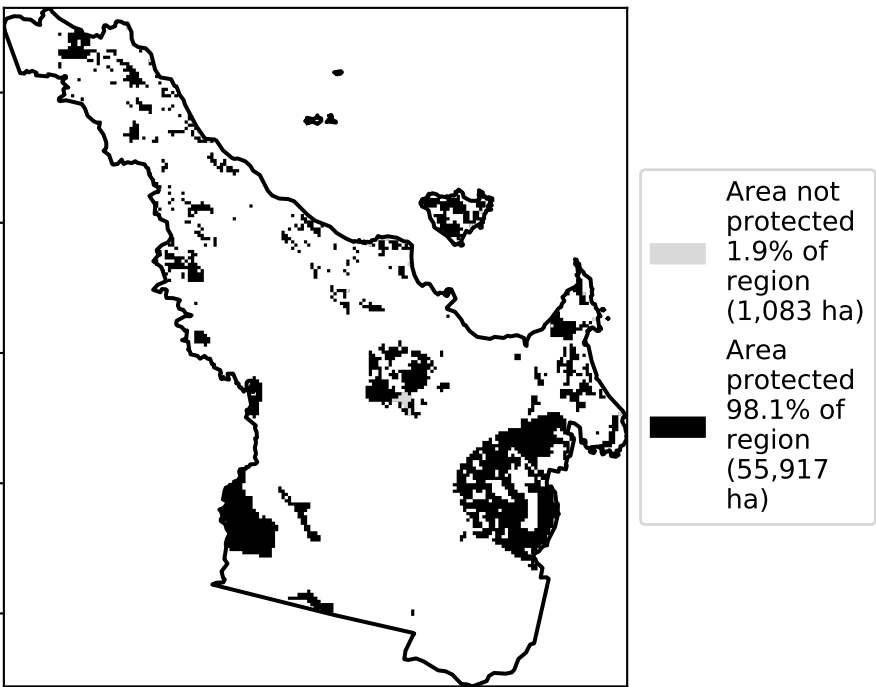 Area not
protected
1.9% of
region
(1,083 ha)
Area
protected
98.1% of
region
(55,917
ha)